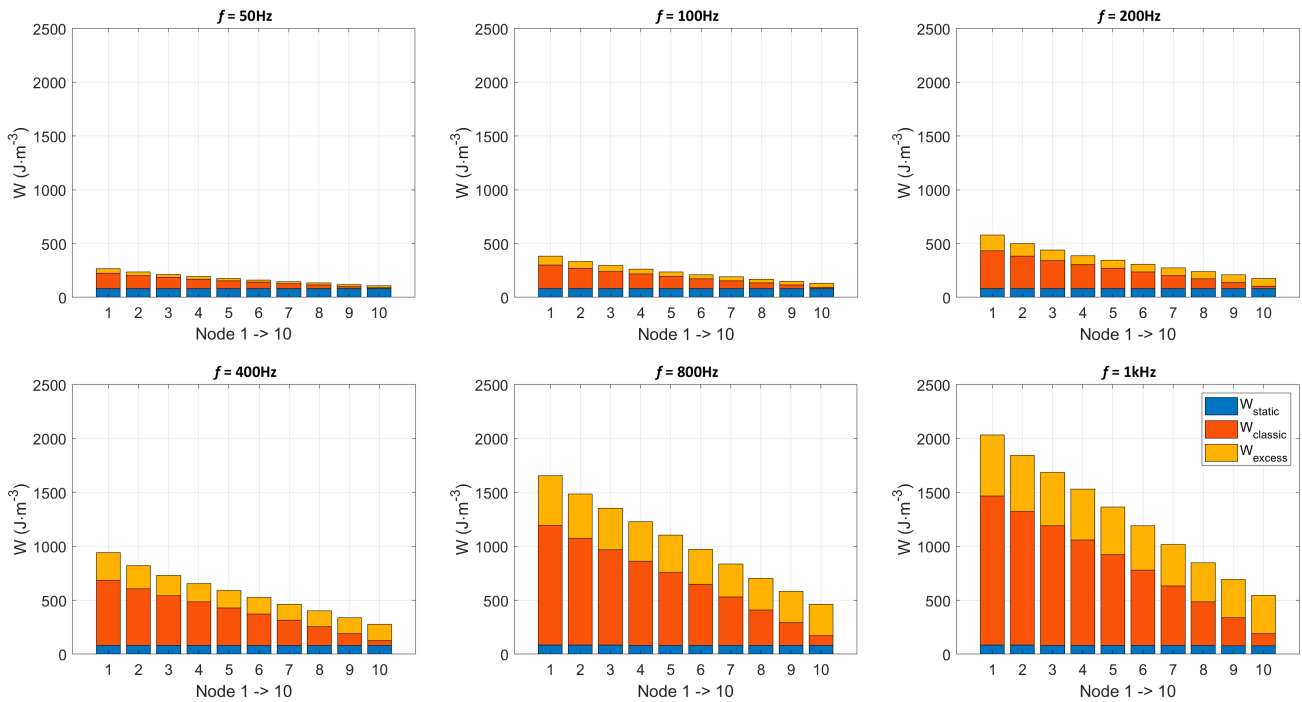 f = 50Hz
2500
2000
1500
1000
500
0
W (J·m-3)
1 2 3 4 5 6 7 8 9 10
Node 1 -> 10
f = 100Hz
2500
2000
1500
1000
500
0
W (J·m-3)
1 2 3 4 5 6 7 8 9 10
Node 1 -> 10
f = 200Hz
2500
2000
1500
1000
500
0
W (J·m-3)
1 2 3 4 5 6 7 8 9 10
Node 1 -> 10
f = 400Hz
2500
2000
1500
1000
500
0
W (J·m-3)
1 2 3 4 5 6 7 8 9 10
Node 1 -> 10
f = 800Hz
2500
2000
1500
1000
500
0
W (J·m-3)
1 2 3 4 5 6 7 8 9 10
Node 1 -> 10
f = 1kHz
2500
2000
1500
1000
500
0
W (J·m-3)
Wstatic
Wclassic
Wexcess
1 2 3 4 5 6 7 8 9 10
Node 1 -> 10